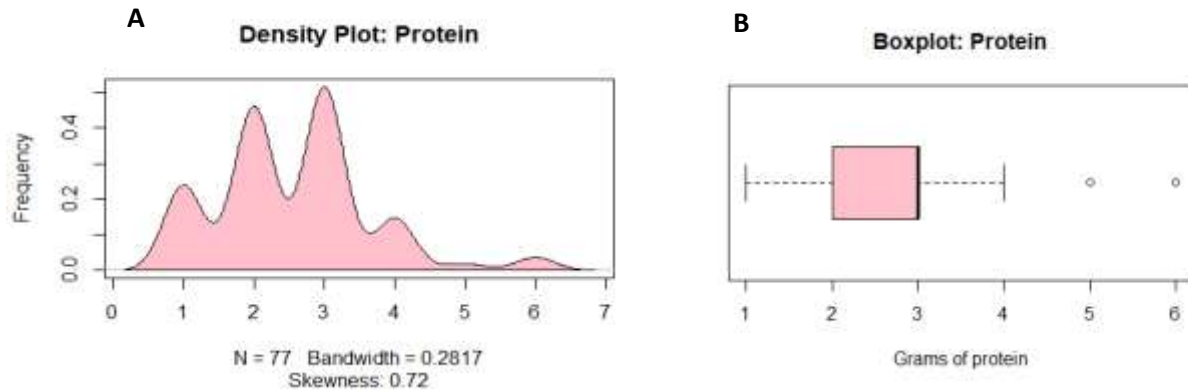 A
Density Plot: Protein
Frequency
0.4
0.2
0.0
0 1 2 3 4 5 6 7
N = 77 Bandwidth = 0.2817
Skewness: 0.72
B
Boxplot: Protein
1 2 3 4 5 6
Grams of protein